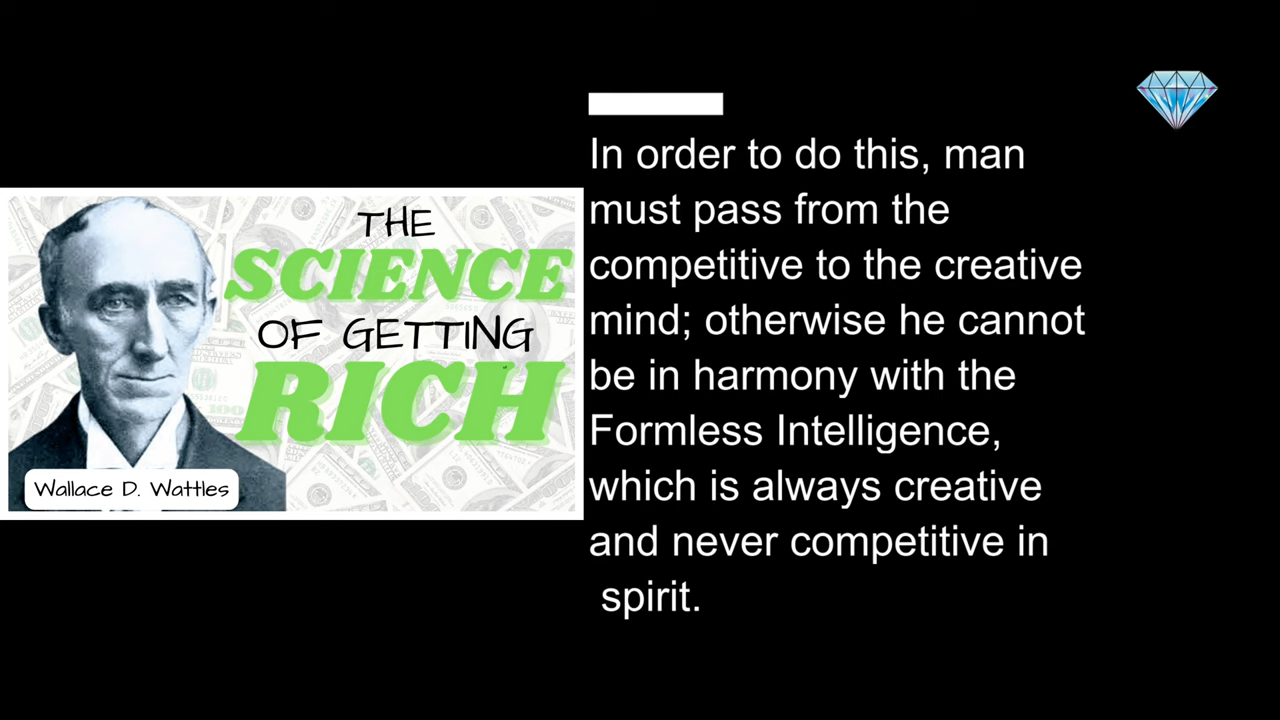 THE
SCIENCE
OF GETTING
RICH
Wallace D. Wattles
In order to do this, man
must pass from the
competitive to the creative
mind; otherwise he cannot
be in harmony with the
Formless Intelligence,
which is always creative
and never competitive in
spirit.